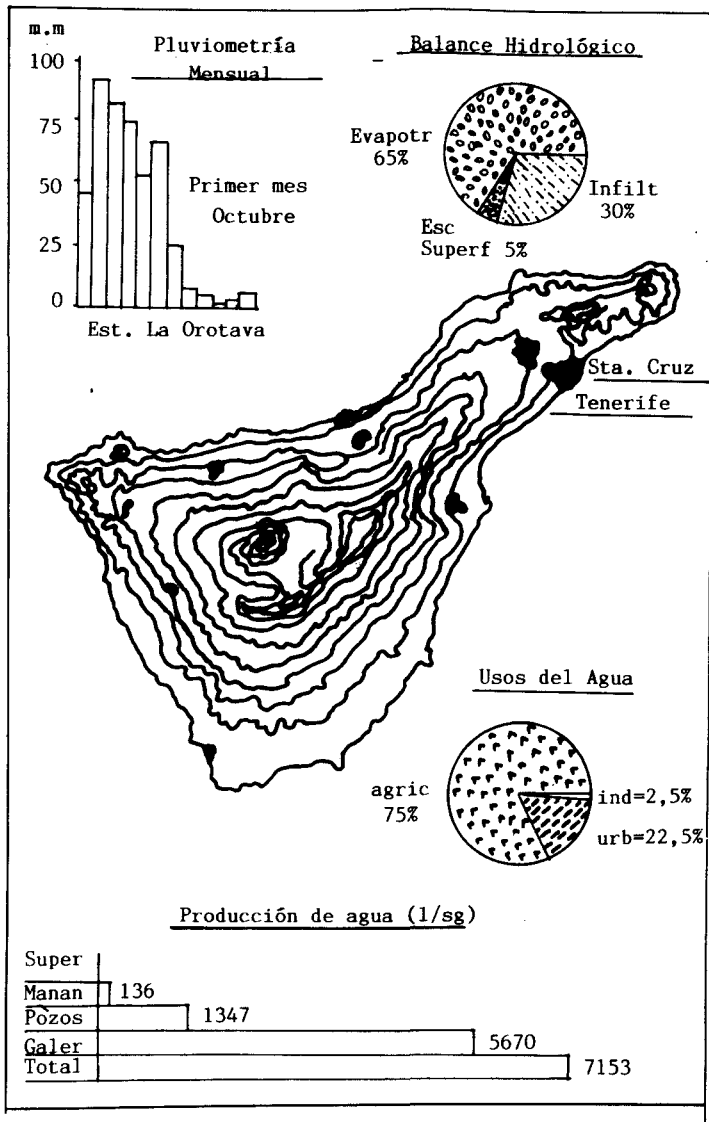 m.m
Pluviometría
Mensual
100
75
50
25
0
Primer mes
Octubre
Est. La Orotava
Balance Hidrológico
Evapotr
65%
Infilt
30%
Esc
Superf 5%
Sta. Cruz
Tenerife
Usos del Agua
agric
75%
ind=2,5%
urb=22,5%
Producción de agua (l/sg)
Super
Manan 136
Pozos 1347
Galer 5670
Total 7153